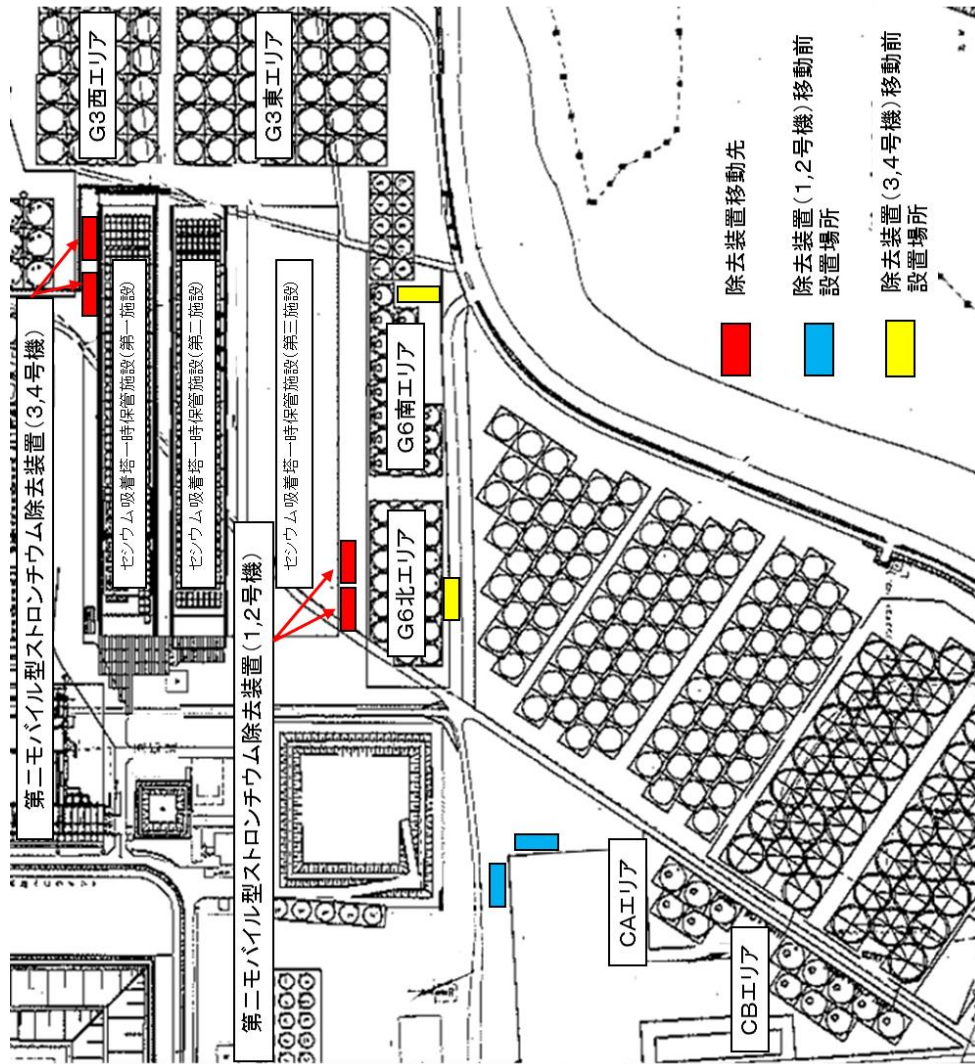 第二モバイル型ストロンチウム除去装置(3,4号機)
G3西エリア
セシウム吸着塔一時保管施設(第一施設)
セシウム吸着塔一時保管施設(第二施設)
G3東エリア
第二モバイル型ストロンチウム除去装置(1,2号機)
セシウム吸着塔一時保管施設(第三施設)
G6北エリア
G6南エリア
CAエリア
CBエリア
除去装置移動先
除去装置(1,2号機)移動前
設置場所
除去装置(3,4号機)移動前
設置場所